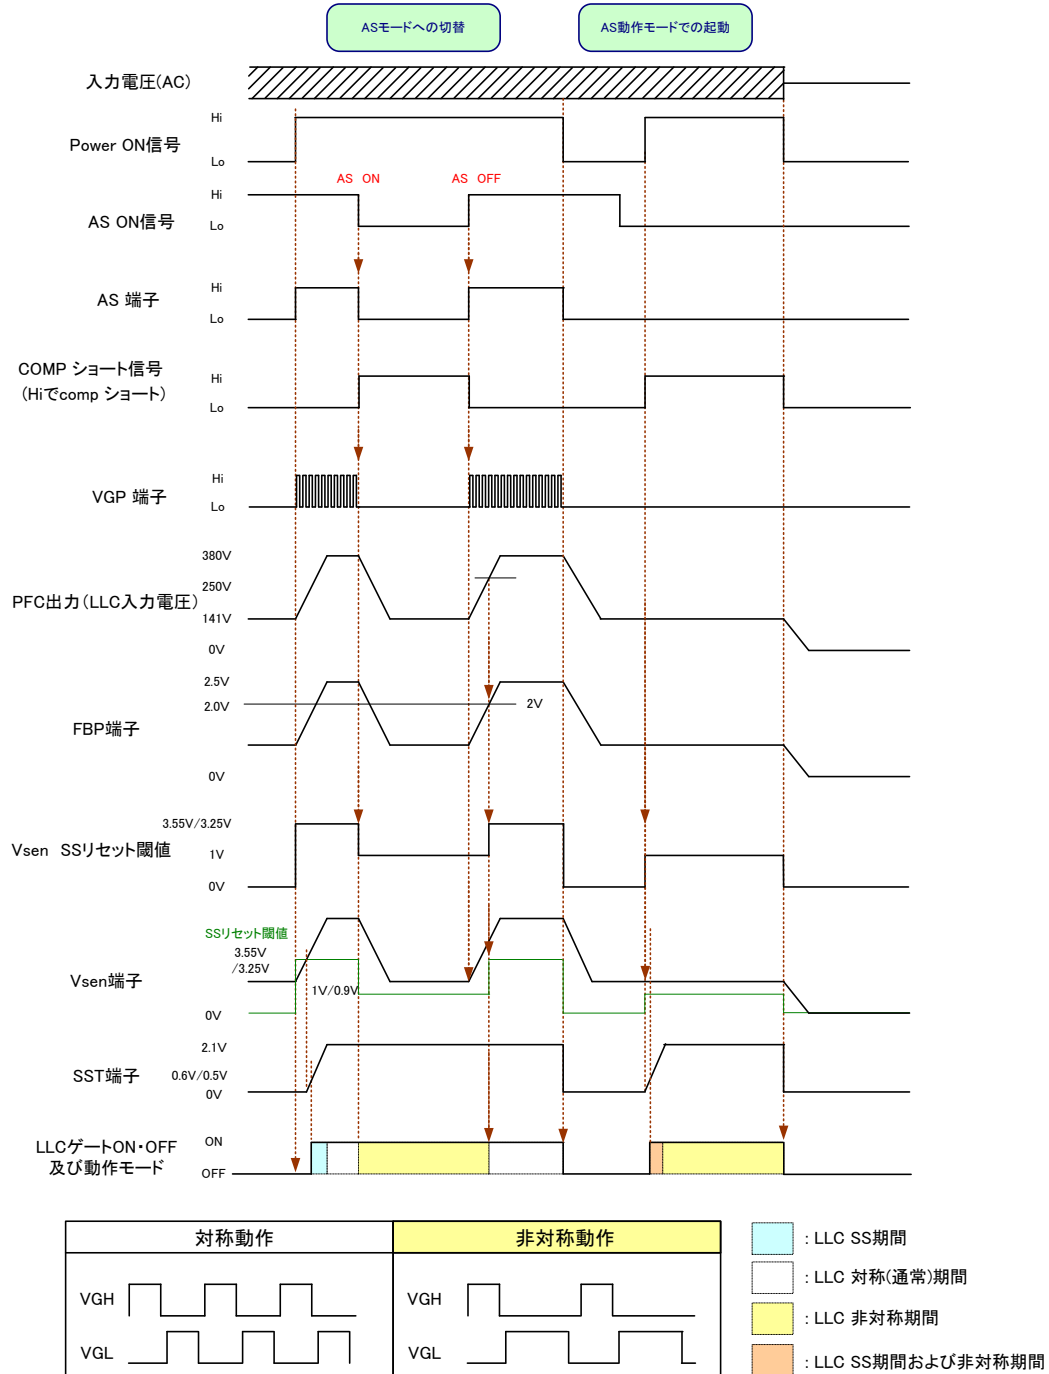 ASモードへの切替
AS動作モードでの起動
入力電圧(AC)
Hi
Power ON信号
Lo
AS ON
AS OFF
Hi
AS ON信号
Lo
Hi
AS 端子
Lo
COMP ショート信号
(Hiでcomp ショート)
Hi
Lo
Hi
VGP 端子
Lo
380V
250V
PFC出力(LLC入力電圧)
141V
0V
2.5V
2.0V
2V
FBP端子
0V
3.55V/3.25V
Vsen SSリセット閾値
1V
0V
SSリセット閾値
3.55V
/3.25V
Vsen端子
1V/0.9V
0V
2.1V
SST端子
0.6V/0.5V
0V
LLCゲートON・OFF
及び動作モード
ON
OFF
対称動作
非対称動作
VGH
VGL
VGH
VGL
: LLC SS期間
: LLC 対称(通常)期間
: LLC 非対称期間
: LLC SS期間および非対称期間